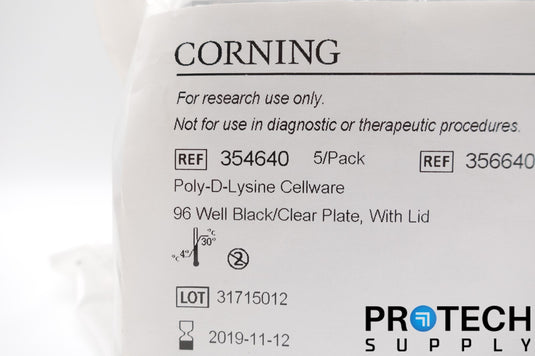 CORNING
For research use only.
Not for use in diagnostic or therapeutic procedures.
REF 354640 5/Pack REF 356640
Poly-D-Lysine Cellware
96 Well Black/Clear Plate, With Lid
°C 4° 30° °C 2
LOT 31715012
2019-11-12
PROTECH
SUPPLY